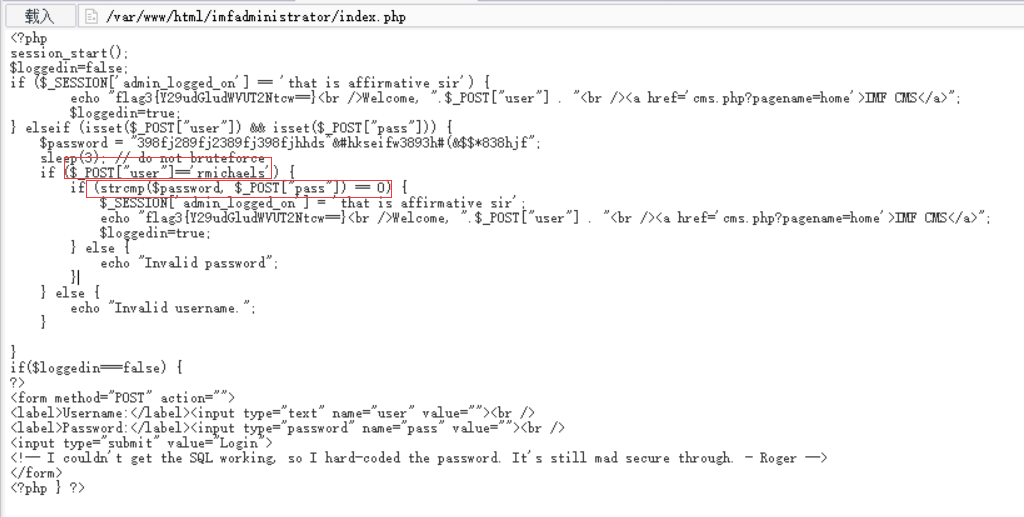 载入 /var/www/html/imfadministrator/index.php
<?php
session_start();
$loggedin=false;
if ($_SESSION['admin_logged_on'] == 'that is affirmative sir') {
        echo "flag3{Y29udGludWVUT2Ntcw==}<br />Welcome, ".$_POST["user"] . "<br /><a href='cms.php?pagename=home'>IMF CMS</a>";
        $loggedin=true;
} elseif (isset($_POST["user"]) && isset($_POST["pass"])) {
    $password = "398fj289fj2389fj398fjhhds^&#hkseifw3893h#(&$$*838hjf";
    sleep(3); // do not bruteforce
    if ($_POST["user"]=='rmichaels') {
        if (strcmp($password, $_POST["pass"]) == 0) {
            $_SESSION['admin_logged_on'] = 'that is affirmative sir';
            echo "flag3{Y29udGludWVUT2Ntcw==}<br />Welcome, ".$_POST["user"] . "<br /><a href='cms.php?pagename=home'>IMF CMS</a>";
            $loggedin=true;
        } else {
            echo "Invalid password";
        }
    } else {
        echo "Invalid username.";
    }
}
if($loggedin===false) {
?>
<form method="POST" action="">
<label>Username:</label><input type="text" name="user" value=""><br />
<label>Password:</label><input type="password" name="pass" value=""><br />
<input type="submit" value="Login">
<!-- I couldn't get the SQL working, so I hard-coded the password. It's still mad secure through. - Roger -->
</form>
<?php } ?>